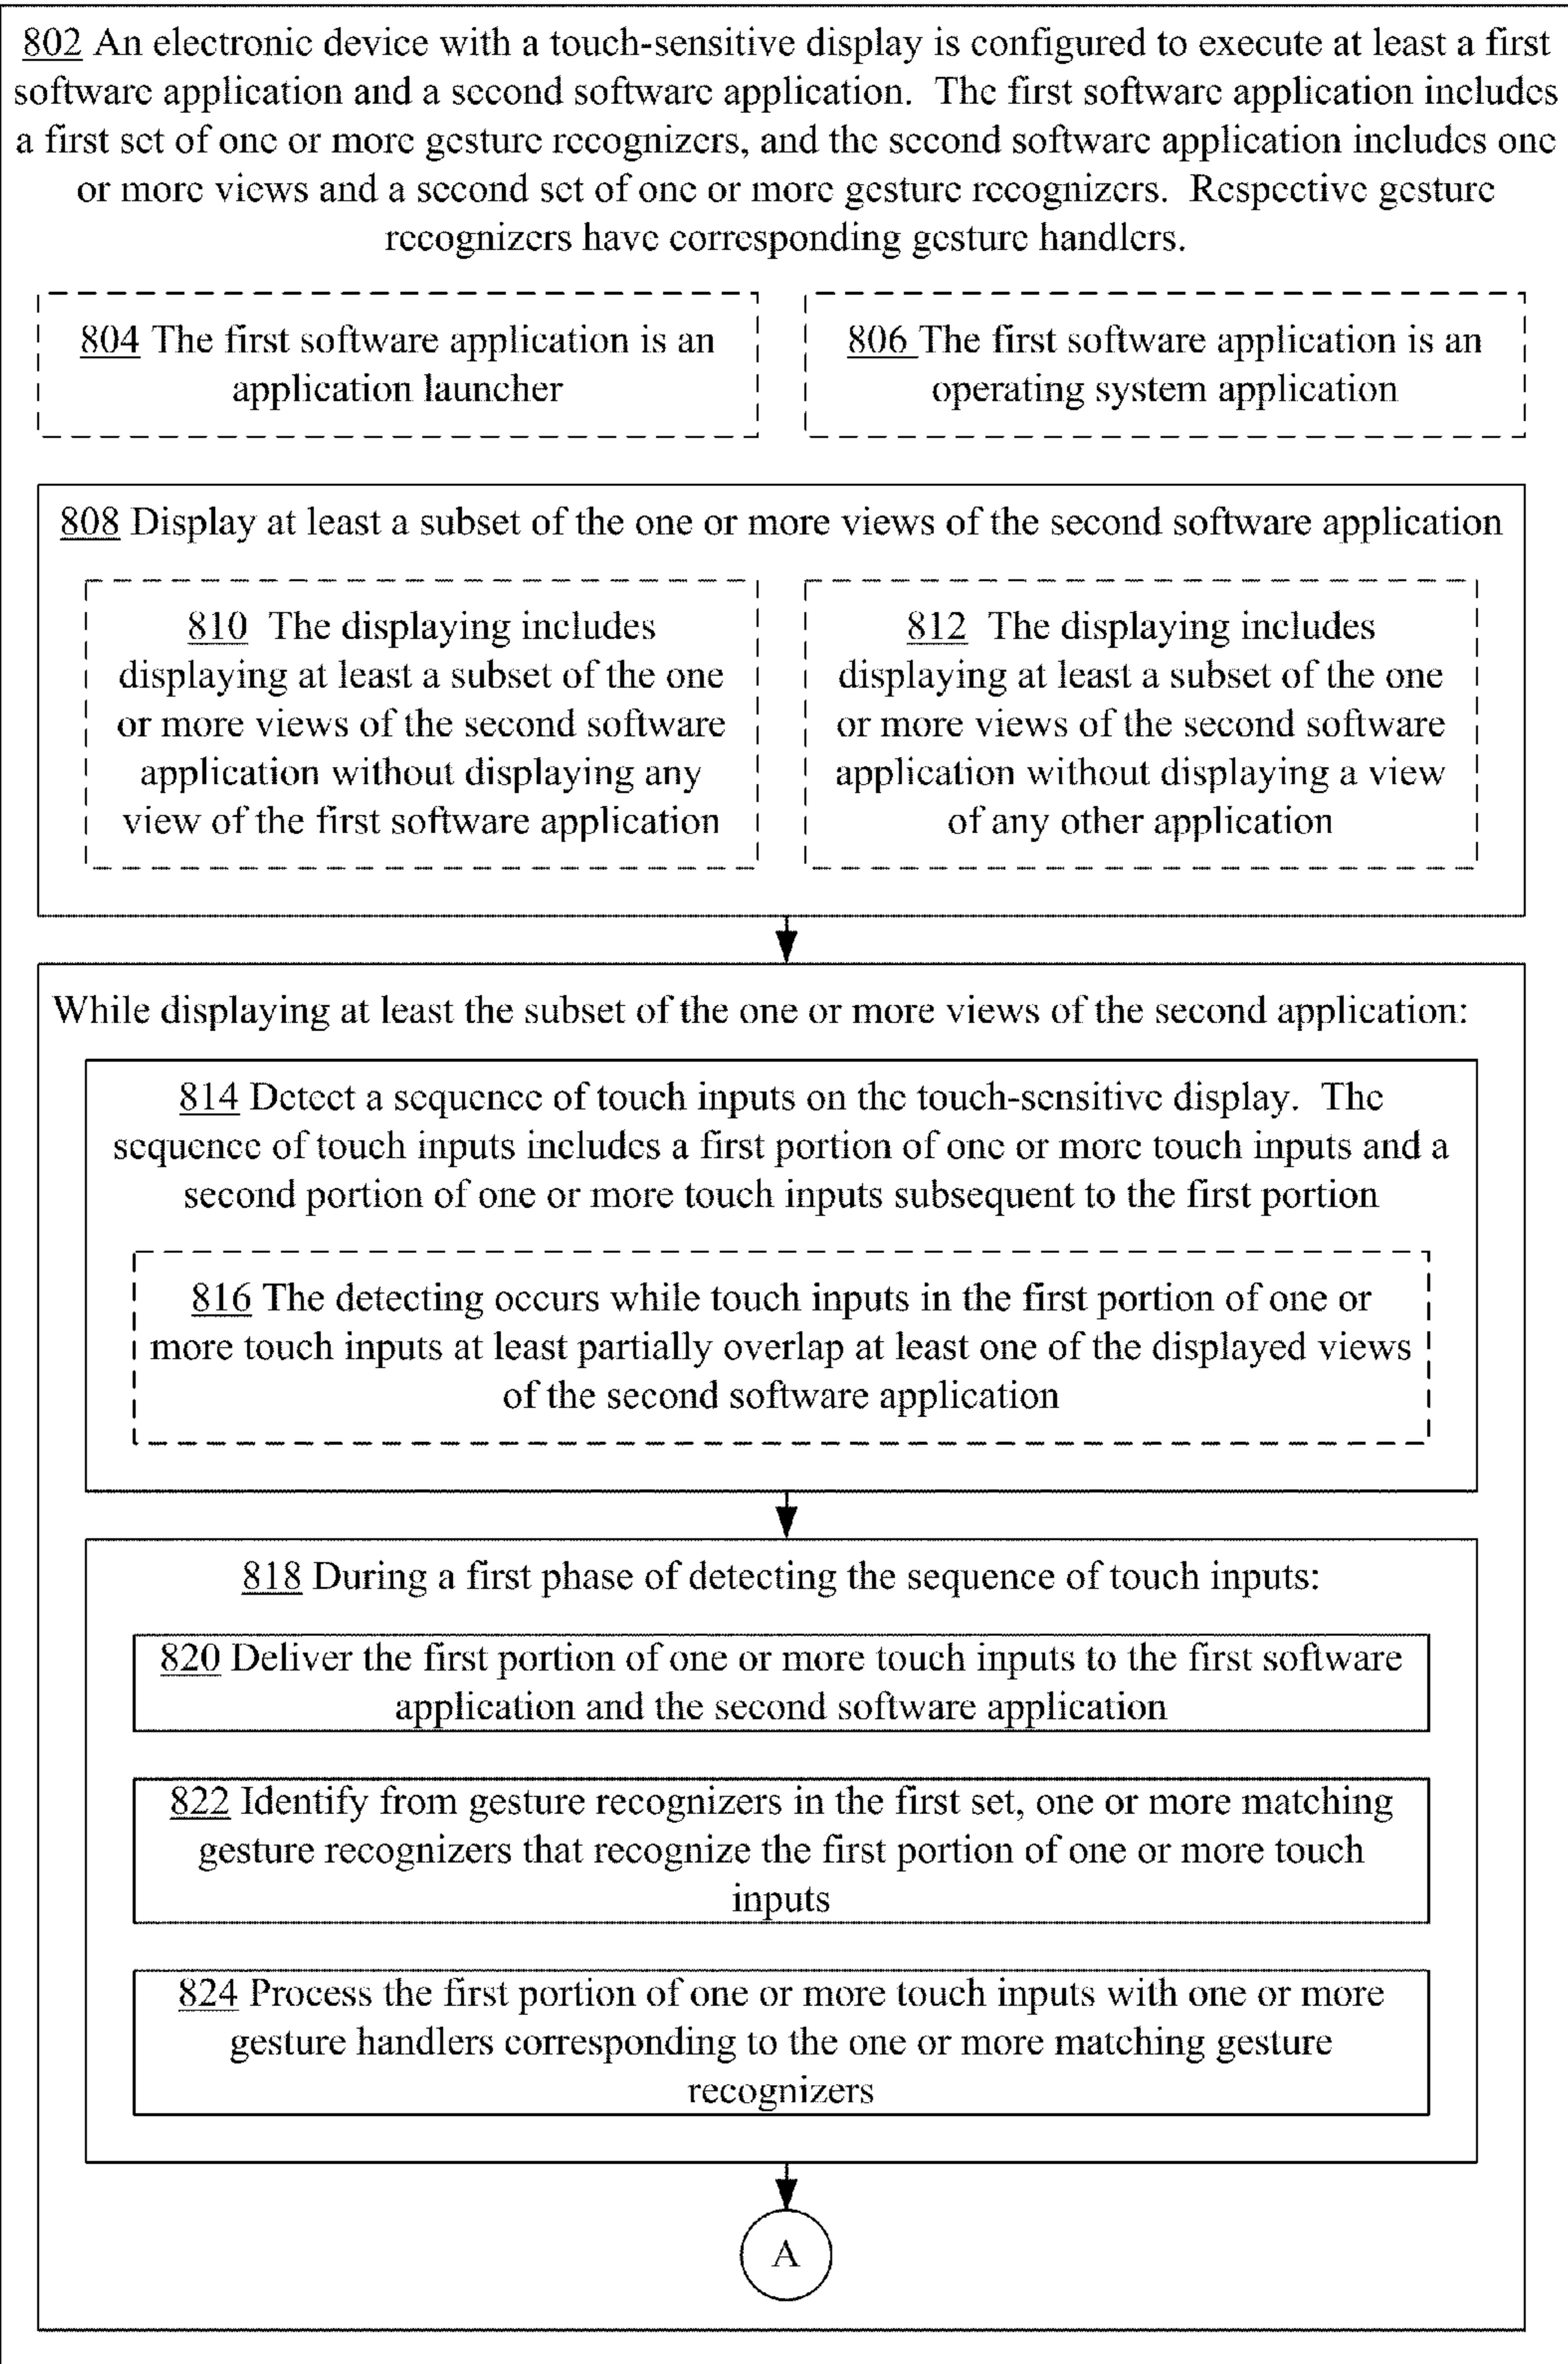 802 An electronic device with a touch-sensitive display is configured to execute at least a first
software application and a second software application. The first software application includes
a first set of one or more gesture recognizers, and the second software application includes one
or more views and a second set of one or more gesture recognizers. Respective gesture
recognizers have corresponding gesture handlers.
804 The first software application is an
application launcher
806 The first software application is an
operating system application
808 Display at least a subset of the one or more views of the second software application
810 The displaying includes
displaying at least a subset of the one
or more views of the second software
application without displaying any
view of the first software application
812 The displaying includes
displaying at least a subset of the one
or more views of the second software
application without displaying a view
of any other application
While displaying at least the subset of the one or more views of the second application:
814 Detect a sequence of touch inputs on the touch-sensitive display. The
sequence of touch inputs includes a first portion of one or more touch inputs and a
second portion of one or more touch inputs subsequent to the first portion
816 The detecting occurs while touch inputs in the first portion of one or
more touch inputs at least partially overlap at least one of the displayed views
of the second software application
818 During a first phase of detecting the sequence of touch inputs:
820 Deliver the first portion of one or more touch inputs to the first software
application and the second software application
822 Identify from gesture recognizers in the first set, one or more matching
gesture recognizers that recognize the first portion of one or more touch
inputs
824 Process the first portion of one or more touch inputs with one or more
gesture handlers corresponding to the one or more matching gesture
recognizers
A